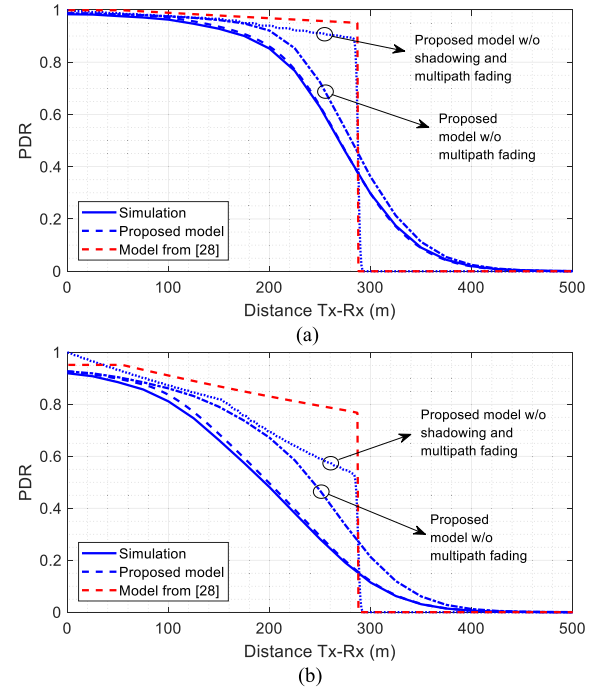 1
0.8
0.6
0.4
0.2
0
PDR
Proposed model w/o
shadowing and
multipath fading
Proposed
model w/o
multipath fading
Simulation
Proposed model
Model from [28]
0 100 200 300 400 500
Distance Tx-Rx (m)
(a)
1
0.8
0.6
0.4
0.2
0
PDR
Proposed model w/o
shadowing and
multipath fading
Proposed
model w/o
multipath fading
Simulation
Proposed model
Model from [28]
0 100 200 300 400 500
Distance Tx-Rx (m)
(b)